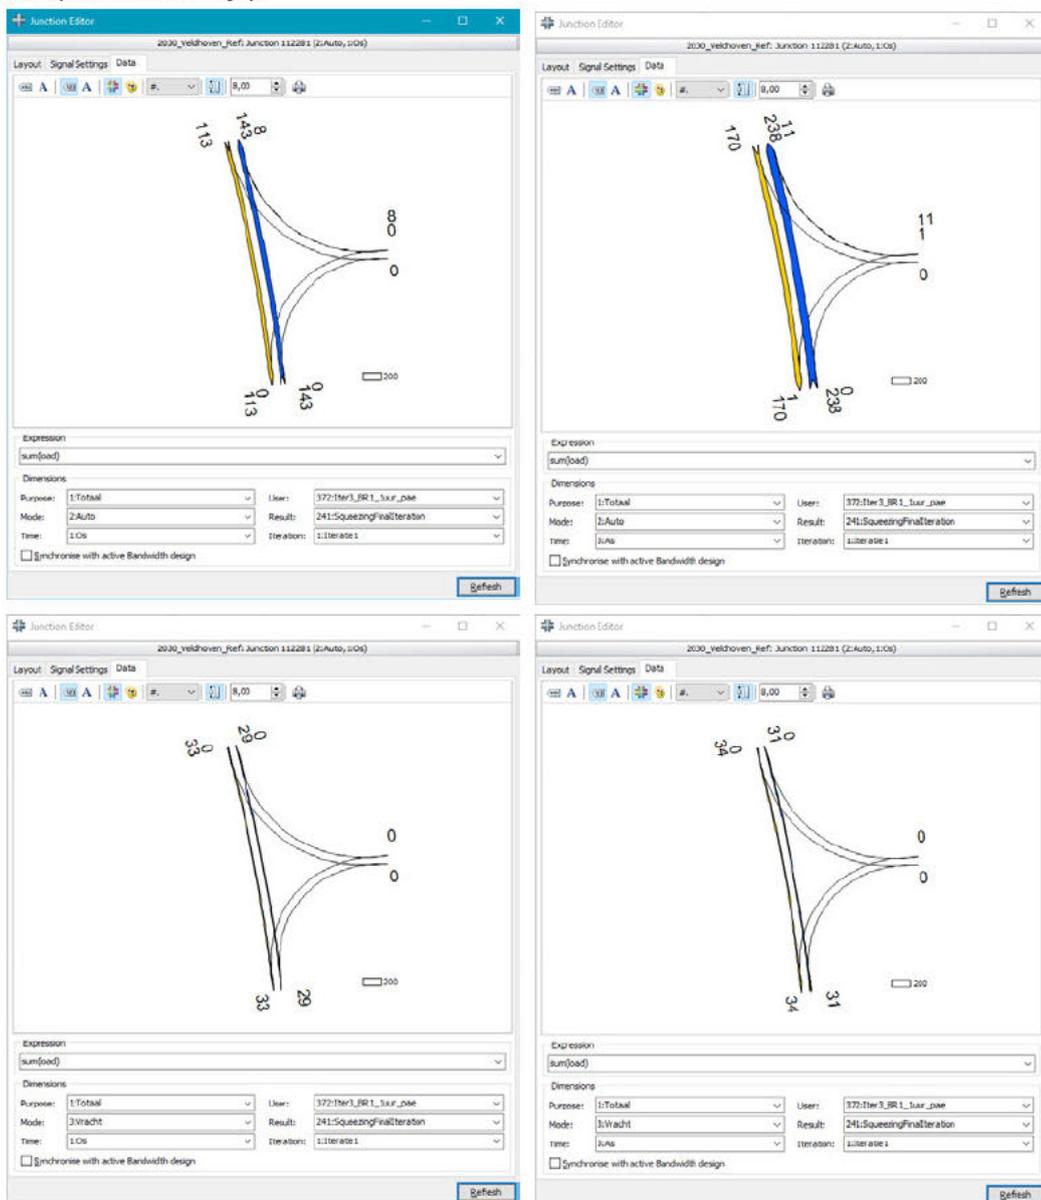 Junction Editor
2030_Veldhoven_Ref: Junction 112281 (2:Auto, 1:Os)
Layout Signal Settings Data
A A #. 8,00
113 143 8
8
0
0
200
113 0 143 0
Expression
sum(load)
Dimensions
Purpose: 1:Totaal User: 372:Iter3_BR1_1uur_pae
Mode: 2:Auto Result: 241:SqueezingFinalIteration
Time: 1:Os Iteration: 1:Iteratie1
Synchronise with active Bandwidth design
Refresh
Junction Editor
2030_Veldhoven_Ref: Junction 112281 (2:Auto, 1:Os)
Layout Signal Settings Data
A A #. 8,00
170 238 11
11
1
0
200
170 1 238 0
Expression
sum(load)
Dimensions
Purpose: 1:Totaal User: 372:Iter3_BR1_1uur_pae
Mode: 2:Auto Result: 241:SqueezingFinalIteration
Time: 3:As Iteration: 1:Iteratie1
Synchronise with active Bandwidth design
Refresh
Junction Editor
2030_Veldhoven_Ref: Junction 112281 (2:Auto, 1:Os)
Layout Signal Settings Data
A A #. 8,00
33 0 29 0
0
0
200
33 29
Expression
sum(load)
Dimensions
Purpose: 1:Totaal User: 372:Iter3_BR1_1uur_pae
Mode: 3:Vracht Result: 241:SqueezingFinalIteration
Time: 1:Os Iteration: 1:Iteratie1
Synchronise with active Bandwidth design
Refresh
Junction Editor
2030_Veldhoven_Ref: Junction 112281 (2:Auto, 1:Os)
Layout Signal Settings Data
A A #. 8,00
34 0 31 0
0
0
200
34 31
Expression
sum(load)
Dimensions
Purpose: 1:Totaal User: 372:Iter3_BR1_1uur_pae
Mode: 3:Vracht Result: 241:SqueezingFinalIteration
Time: 3:As Iteration: 1:Iteratie1
Synchronise with active Bandwidth design
Refresh